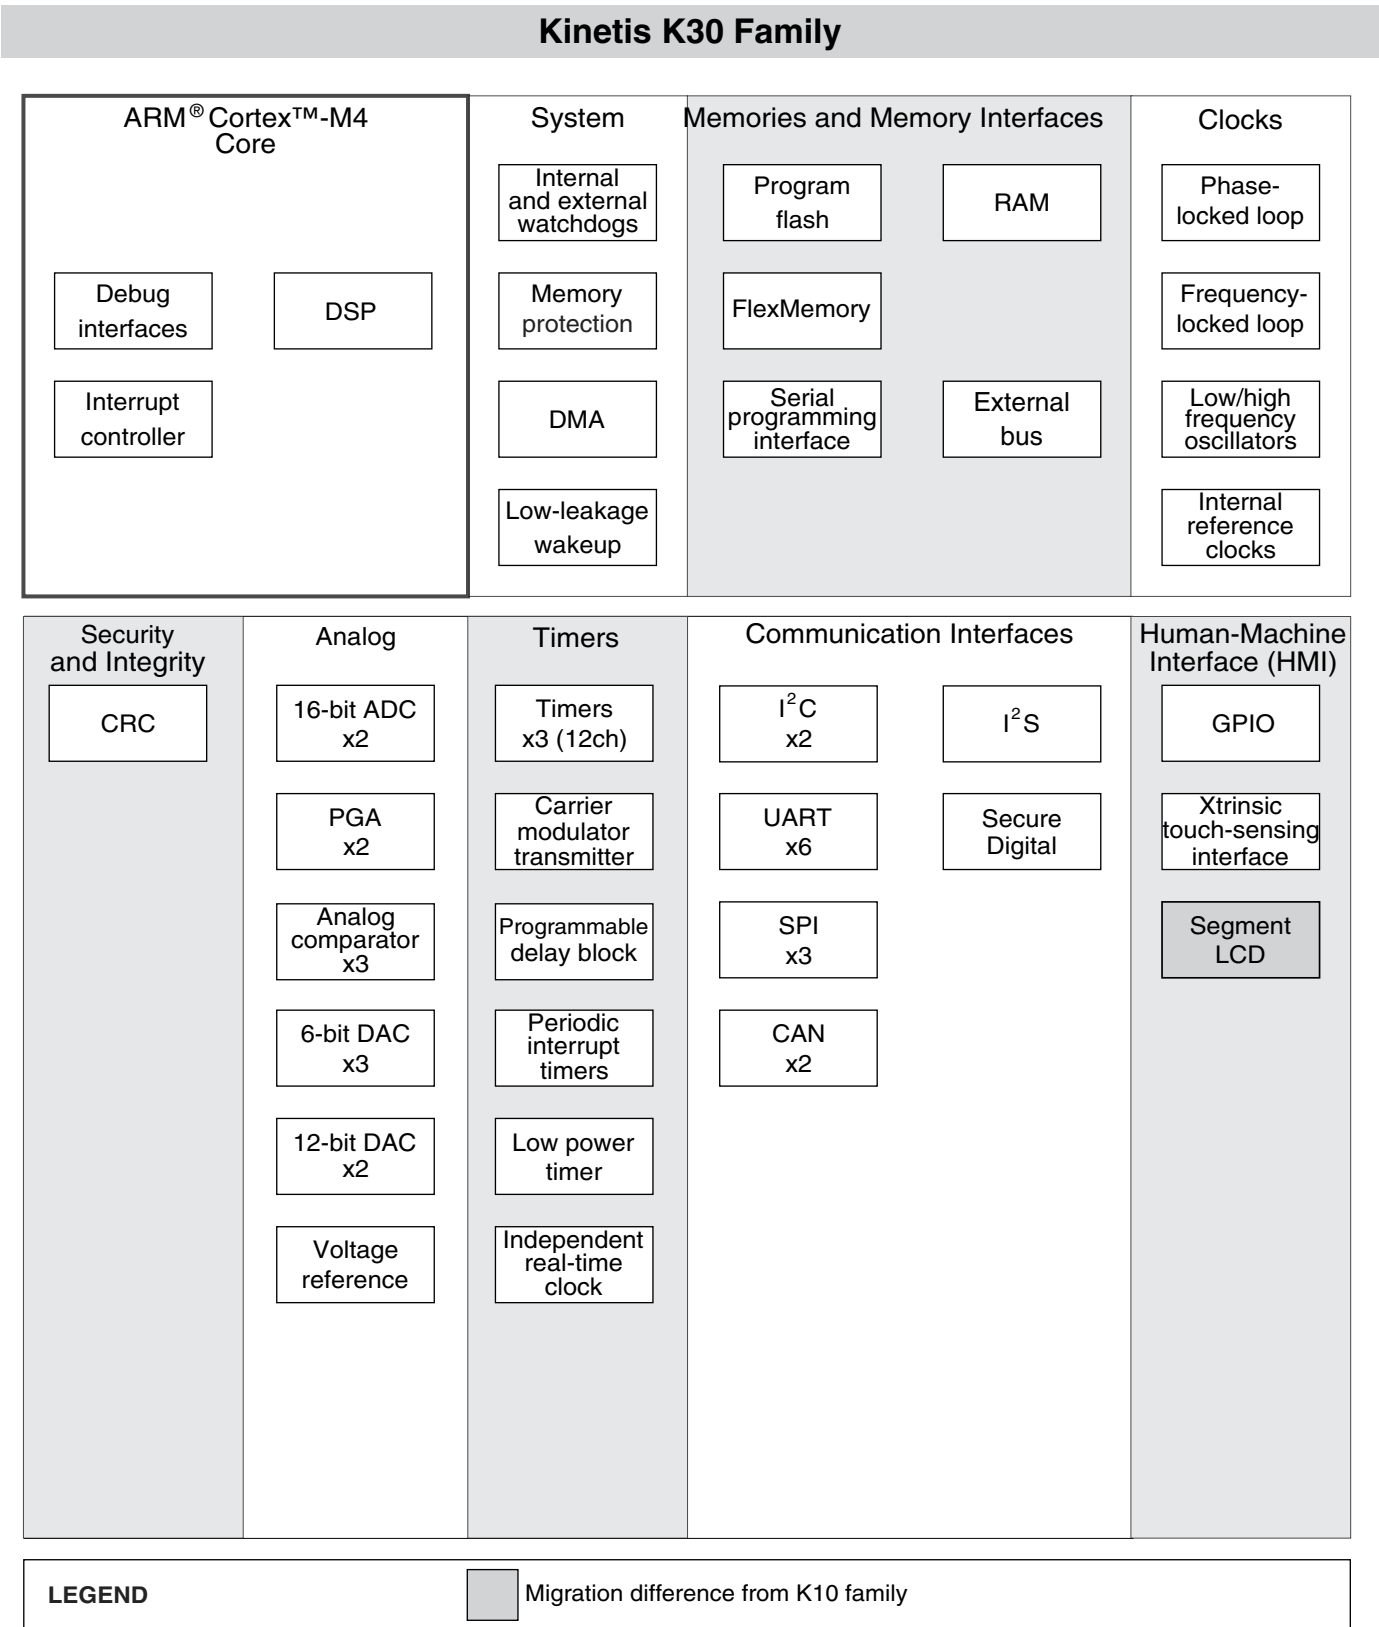 Kinetis K30 Family
ARM® Cortex™-M4
Core
Debug
interfaces
DSP
Interrupt
controller
System
Internal
and external
watchdogs
Memory
protection
DMA
Low-leakage
wakeup
Memories and Memory Interfaces
Program
flash
RAM
FlexMemory
Serial
programming
interface
External
bus
Clocks
Phase-
locked loop
Frequency-
locked loop
Low/high
frequency
oscillators
Internal
reference
clocks
Security
and Integrity
CRC
Analog
16-bit ADC
x2
PGA
x2
Analog
comparator
x3
6-bit DAC
x3
12-bit DAC
x2
Voltage
reference
Timers
Timers
x3 (12ch)
Carrier
modulator
transmitter
Programmable
delay block
Periodic
interrupt
timers
Low power
timer
Independent
real-time
clock
Communication Interfaces
I²C
x2
I²S
UART
x6
Secure
Digital
SPI
x3
CAN
x2
Human-Machine
Interface (HMI)
GPIO
Xtrinsic
touch-sensing
interface
Segment
LCD
LEGEND
Migration difference from K10 family